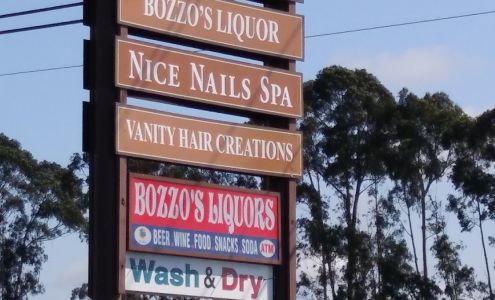 BOZZO'S LIQUOR
NICE NAILS SPA
VANITY HAIR CREATIONS
BOZZO'S LIQUORS
BEER WINE FOOD SNACKS SODA ATM
Wash & Dry